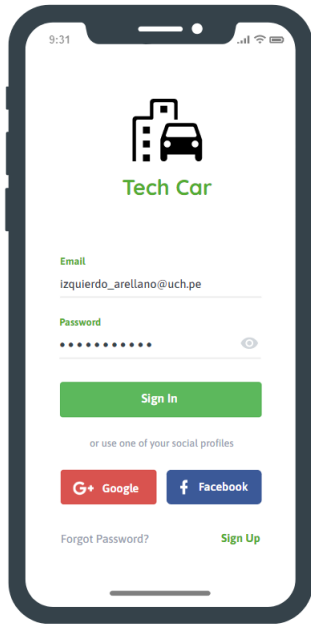 9:31
Tech Car
Email
izquierdo_arellano@uch.pe
Password
Sign In
or use one of your social profiles
G+ Google
f Facebook
Forgot Password?
Sign Up